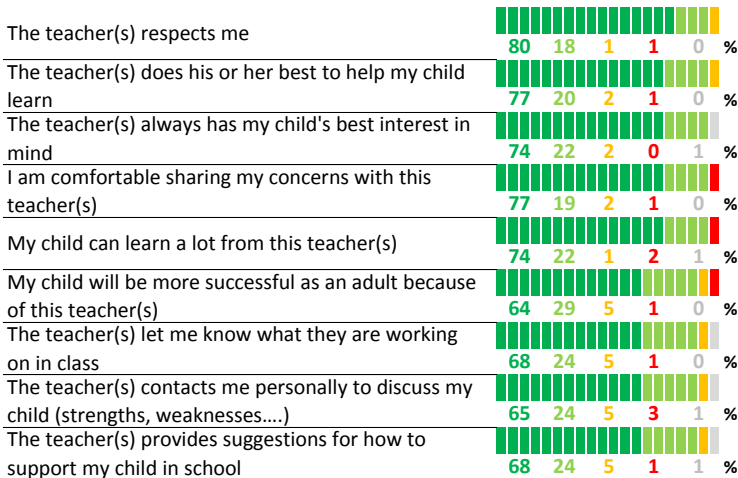 The teacher(s) respects me
80 18 1 1 0 %
The teacher(s) does his or her best to help my child
learn
77 20 2 1 0 %
The teacher(s) always has my child's best interest in
mind
74 22 2 0 1 %
I am comfortable sharing my concerns with this
teacher(s)
77 19 2 1 0 %
My child can learn a lot from this teacher(s)
74 22 1 2 1 %
My child will be more successful as an adult because
of this teacher(s)
64 29 5 1 0 %
The teacher(s) let me know what they are working
on in class
68 24 5 1 0 %
The teacher(s) contacts me personally to discuss my
child (strengths, weaknesses....)
65 24 5 3 1 %
The teacher(s) provides suggestions for how to
support my child in school
68 24 5 1 1 %